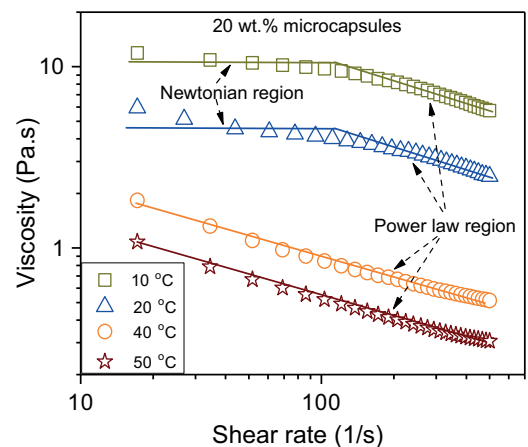 20 wt.% microcapsules
10
Newtonian region
Viscosity (Pa.s)
Power law region
1
10 °C
20 °C
40 °C
50 °C
10
100
Shear rate (1/s)